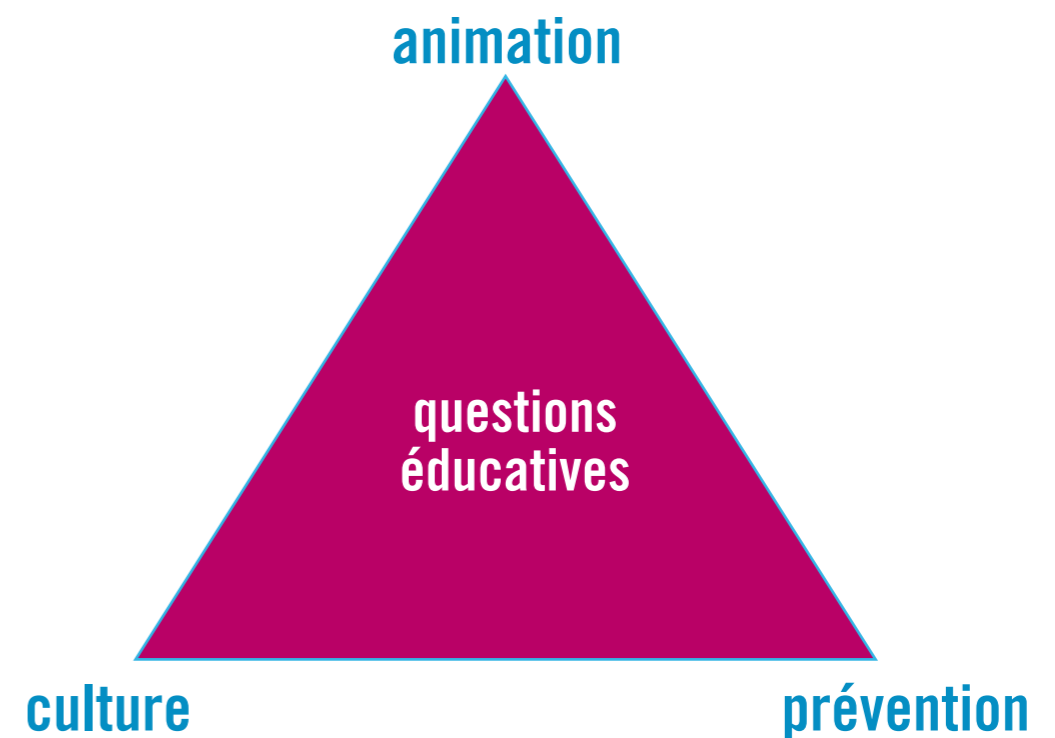 animation
questions
éducatives
culture
prévention